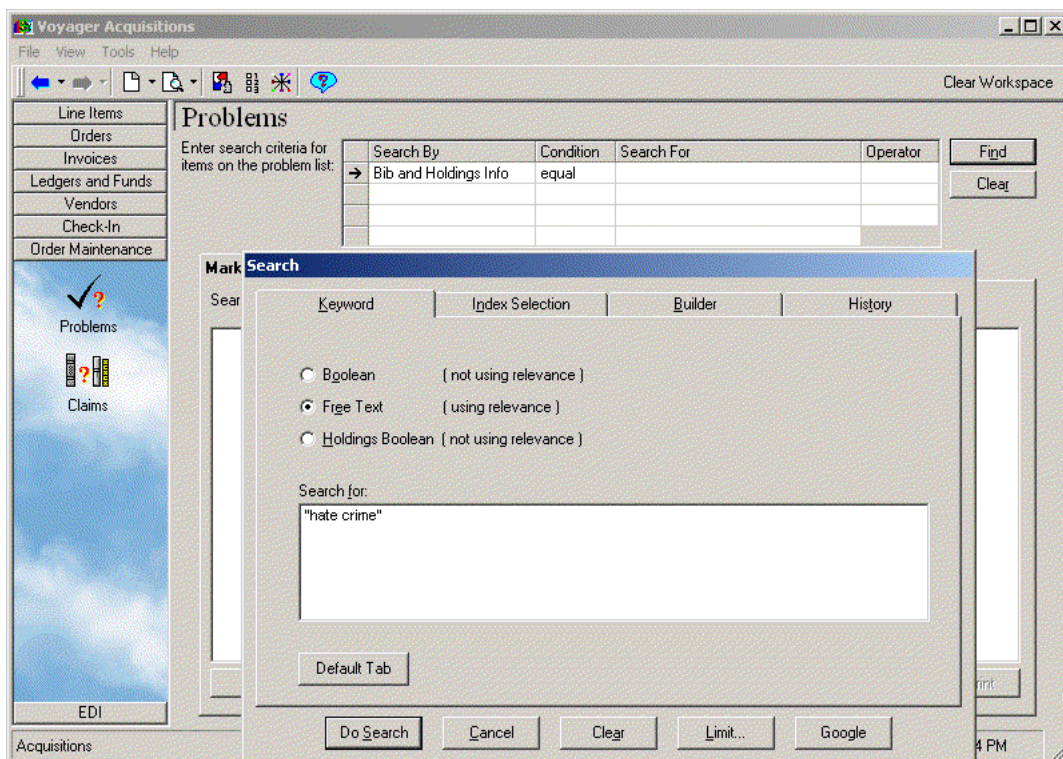 Voyager Acquisitions
File View Tools Help
Clear Workspace
Line Items
Orders
Invoices
Ledgers and Funds
Vendors
Check-In
Order Maintenance
Problems
Claims
EDI
Problems
Enter search criteria for
items on the problem list:
Search By Condition Search For Operator
Bib and Holdings Info equal
Find
Clear
Mark
Sear
Search
Keyword Index Selection Builder History
Boolean ( not using relevance )
Free Text ( using relevance )
Holdings Boolean ( not using relevance )
Search for:
"hate crime"
Default Tab
rint
Do Search Cancel Clear Limit... Google
Acquisitions
4 PM